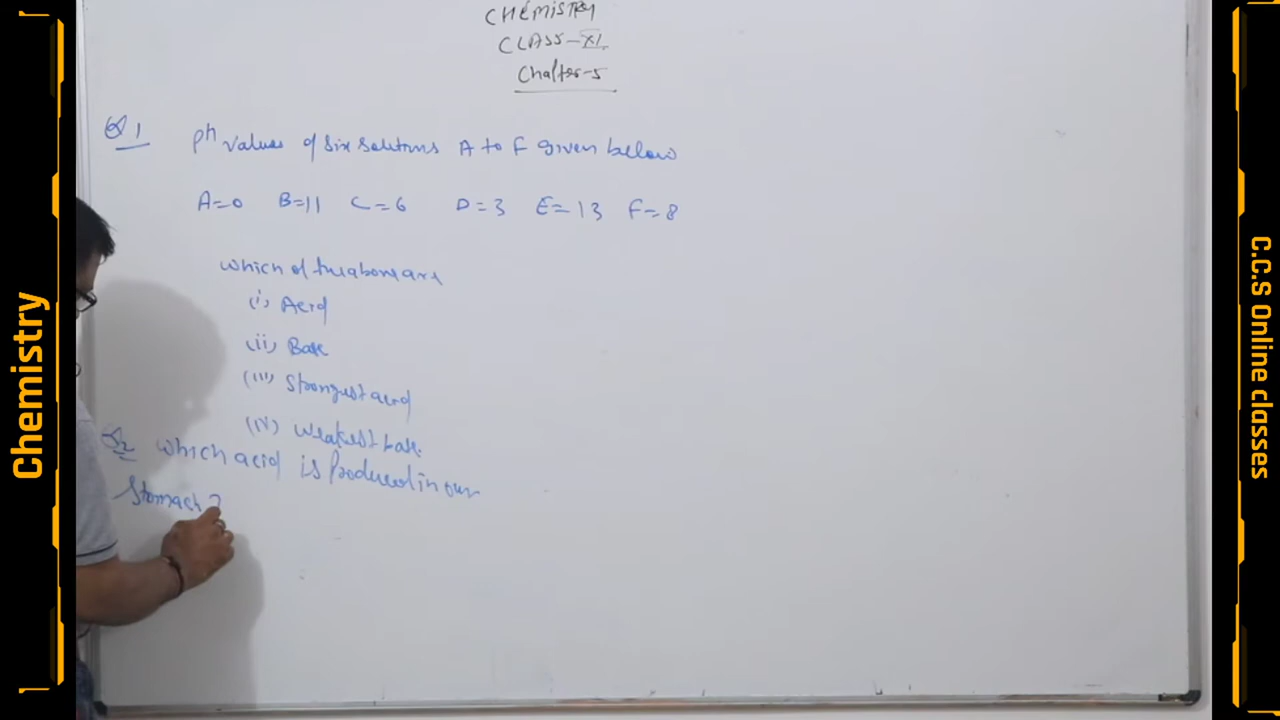 Chemistry
CHEMISTRY
CLASS-XI
Chapter-5
Q1 pH values of six solutions A to F given below
A=0 B=11 C=6 D=3 E=13 F=8
which of the above are
(i) Acid
(ii) Base
(iii) Strongest acid
(iv) Weakest base.
Q2 which acid is Produced in our
Stomach?
C.C.S Online classes